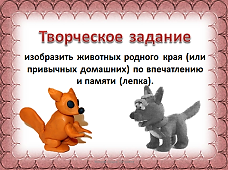 Творческое задание
изобразить животных родного края (или
привычных домашних) по впечатлению
и памяти (лепка).